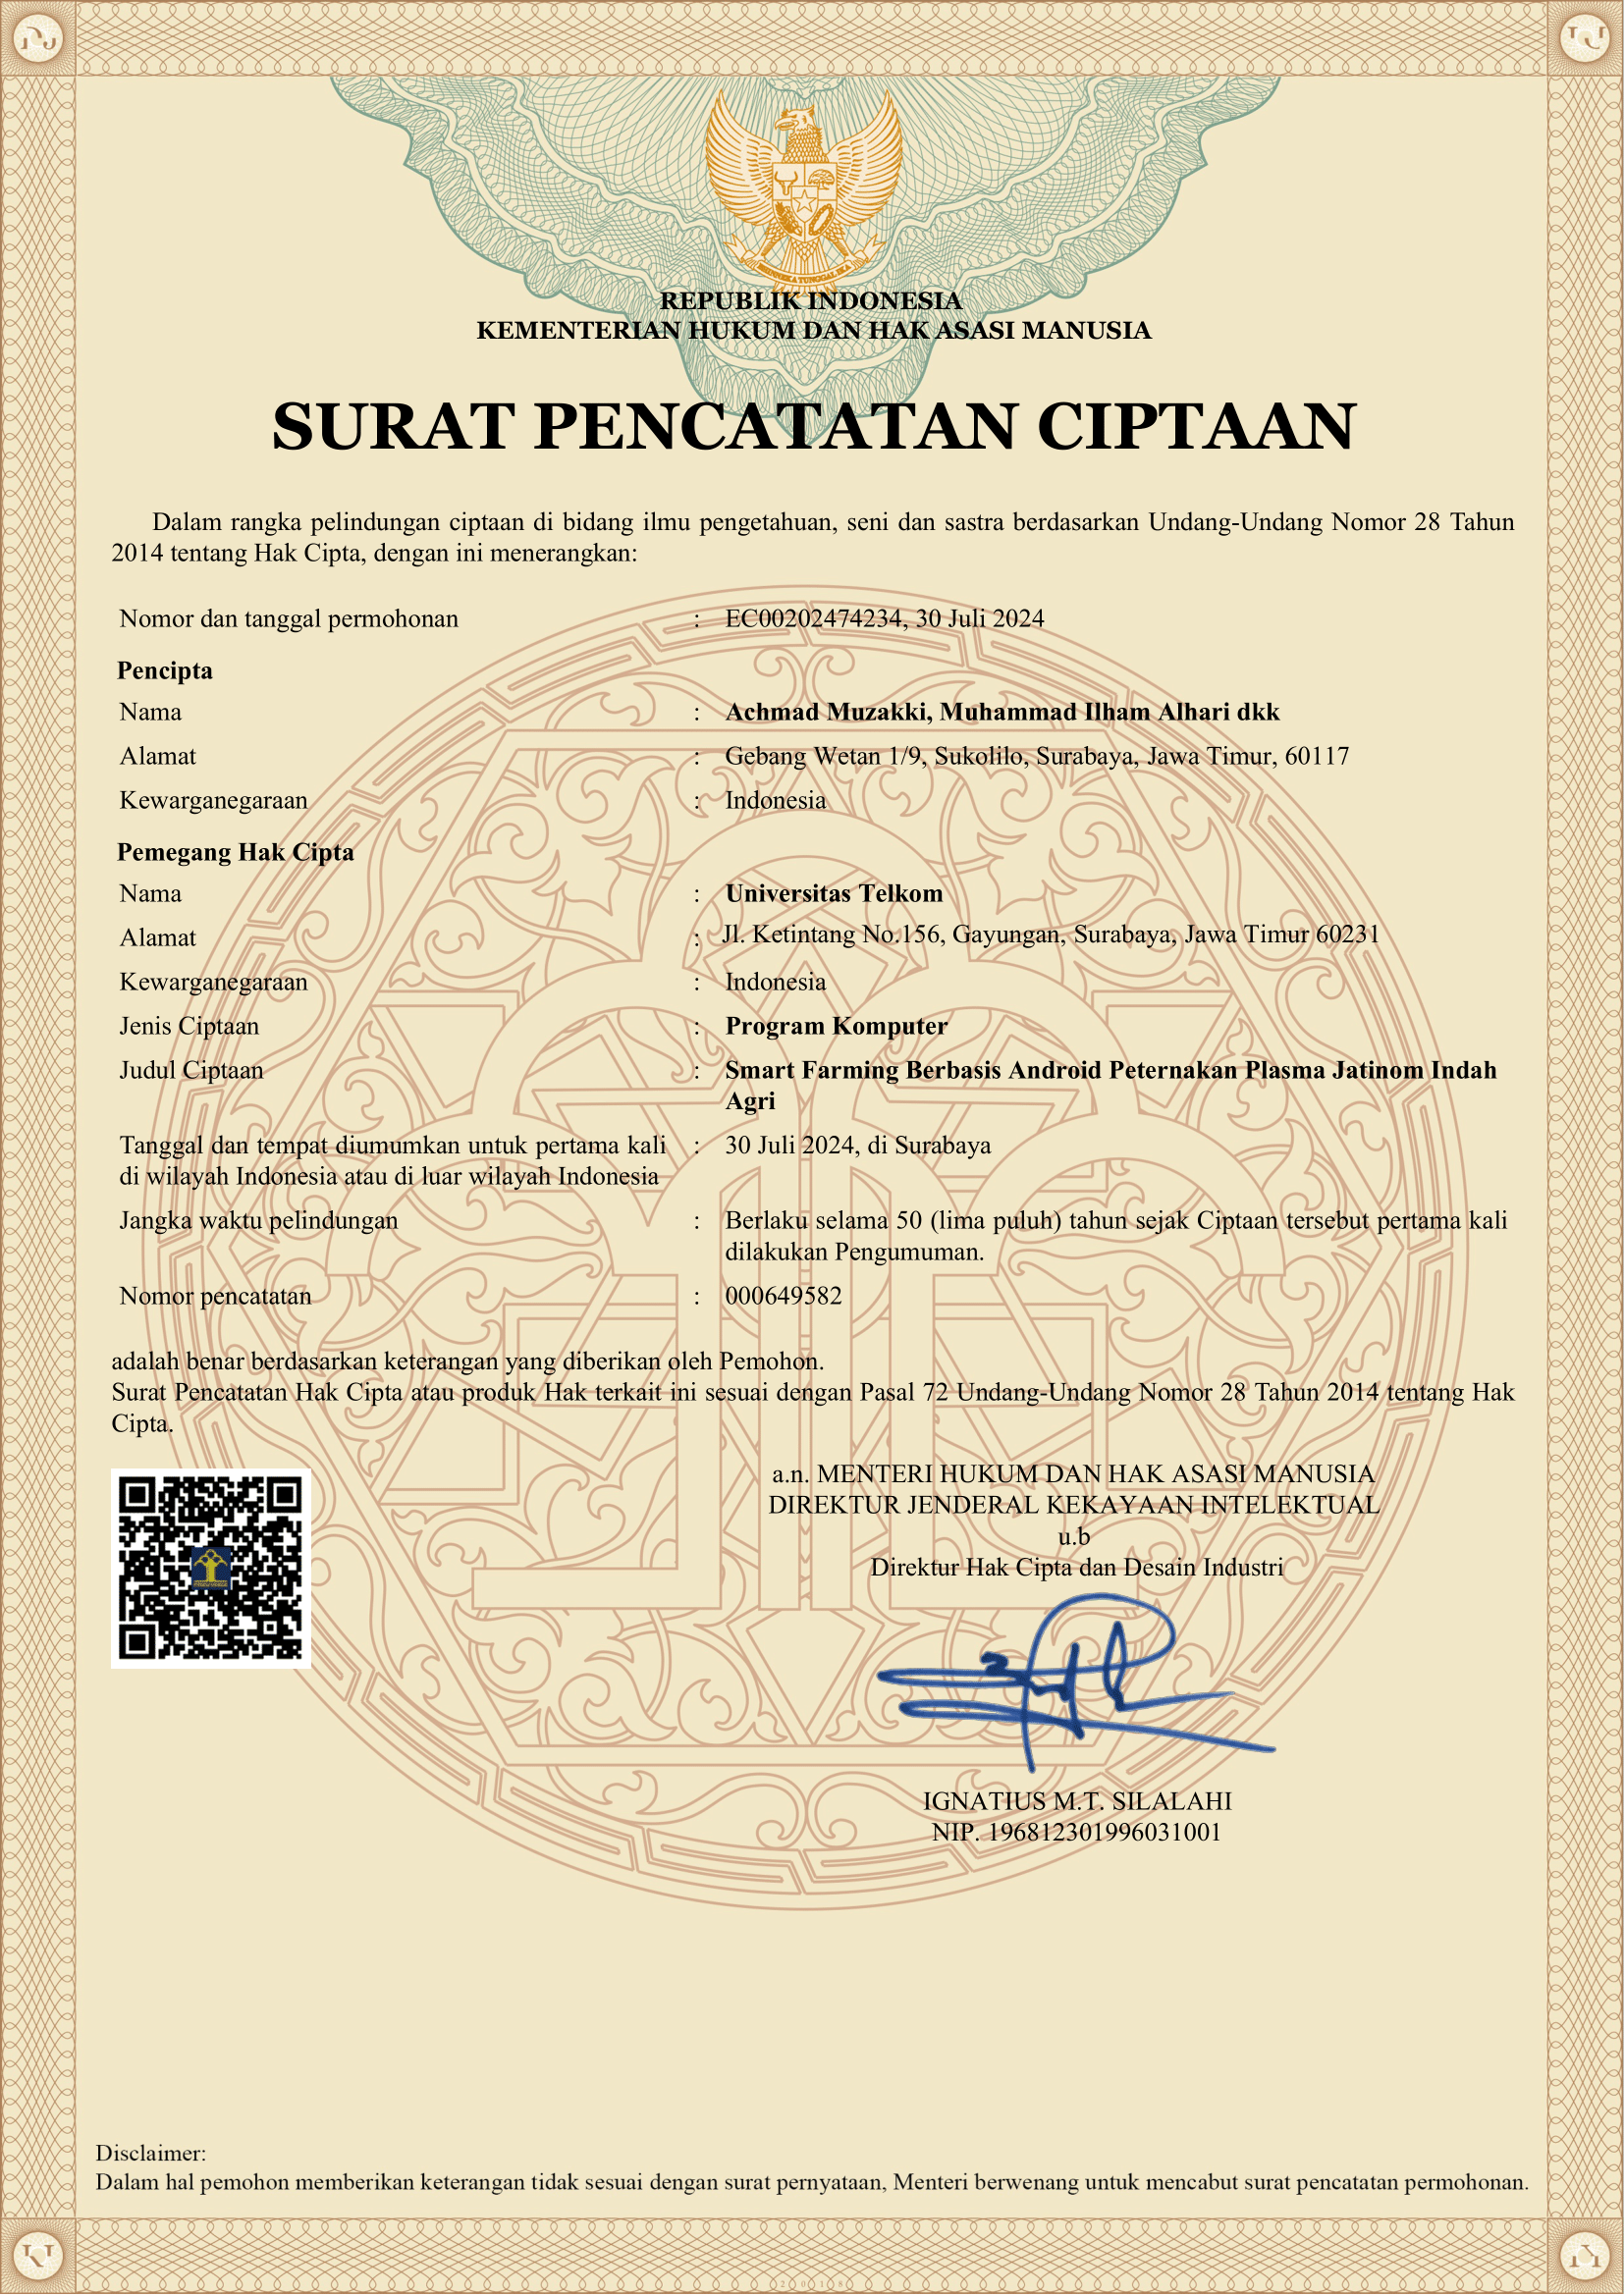 BHINNEKA TUNGGAL IKA
REPUBLIK INDONESIA
KEMENTERIAN HUKUM DAN HAK ASASI MANUSIA
SURAT PENCATATAN CIPTAAN
Dalam rangka pelindungan ciptaan di bidang ilmu pengetahuan, seni dan sastra berdasarkan Undang-Undang Nomor 28 Tahun
2014 tentang Hak Cipta, dengan ini menerangkan:
Nomor dan tanggal permohonan : EC00202474234, 30 Juli 2024
Pencipta
Nama : Achmad Muzakki, Muhammad Ilham Alhari dkk
Alamat : Gebang Wetan 1/9, Sukolilo, Surabaya, Jawa Timur, 60117
Kewarganegaraan : Indonesia
Pemegang Hak Cipta
Nama : Universitas Telkom
Alamat : Jl. Ketintang No.156, Gayungan, Surabaya, Jawa Timur 60231
Kewarganegaraan : Indonesia
Jenis Ciptaan : Program Komputer
Judul Ciptaan : Smart Farming Berbasis Android Peternakan Plasma Jatinom Indah
Agri
Tanggal dan tempat diumumkan untuk pertama kali : 30 Juli 2024, di Surabaya
di wilayah Indonesia atau di luar wilayah Indonesia
Jangka waktu pelindungan : Berlaku selama 50 (lima puluh) tahun sejak Ciptaan tersebut pertama kali
dilakukan Pengumuman.
Nomor pencatatan : 000649582
adalah benar berdasarkan keterangan yang diberikan oleh Pemohon.
Surat Pencatatan Hak Cipta atau produk Hak terkait ini sesuai dengan Pasal 72 Undang-Undang Nomor 28 Tahun 2014 tentang Hak
Cipta.
a.n. MENTERI HUKUM DAN HAK ASASI MANUSIA
DIREKTUR JENDERAL KEKAYAAN INTELEKTUAL
u.b
Direktur Hak Cipta dan Desain Industri
IGNATIUS M.T. SILALAHI
NIP. 196812301996031001
Disclaimer:
Dalam hal pemohon memberikan keterangan tidak sesuai dengan surat pernyataan, Menteri berwenang untuk mencabut surat pencatatan permohonan.